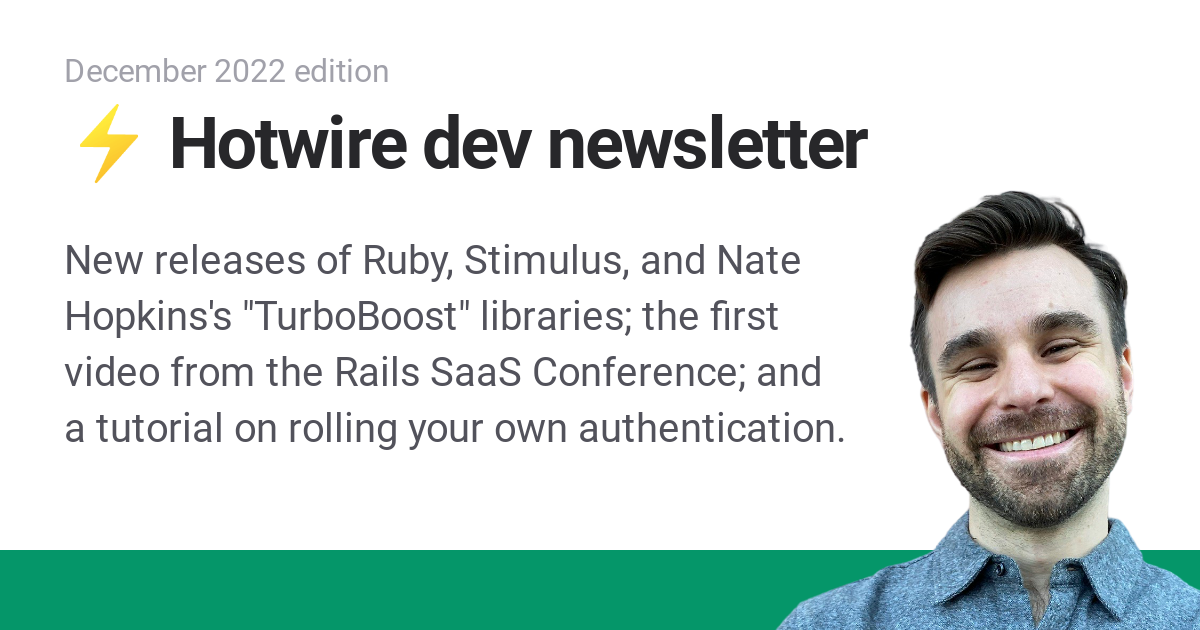 December 2022 edition
⚡ Hotwire dev newsletter
New releases of Ruby, Stimulus, and Nate
Hopkins's "TurboBoost" libraries; the first
video from the Rails SaaS Conference; and
a tutorial on rolling your own authentication.